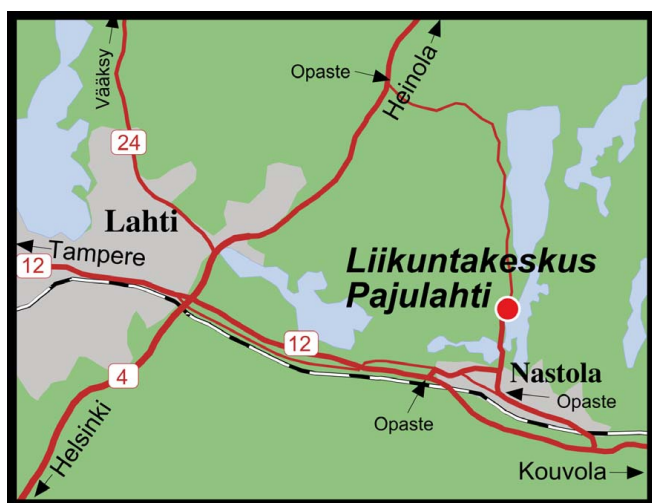 Vääksy
Opaste
Heinola
24
Lahti
Tampere
12
Liikuntakeskus
Pajulahti
12
4
Nastola
Opaste
Opaste
Helsinki
Kouvola